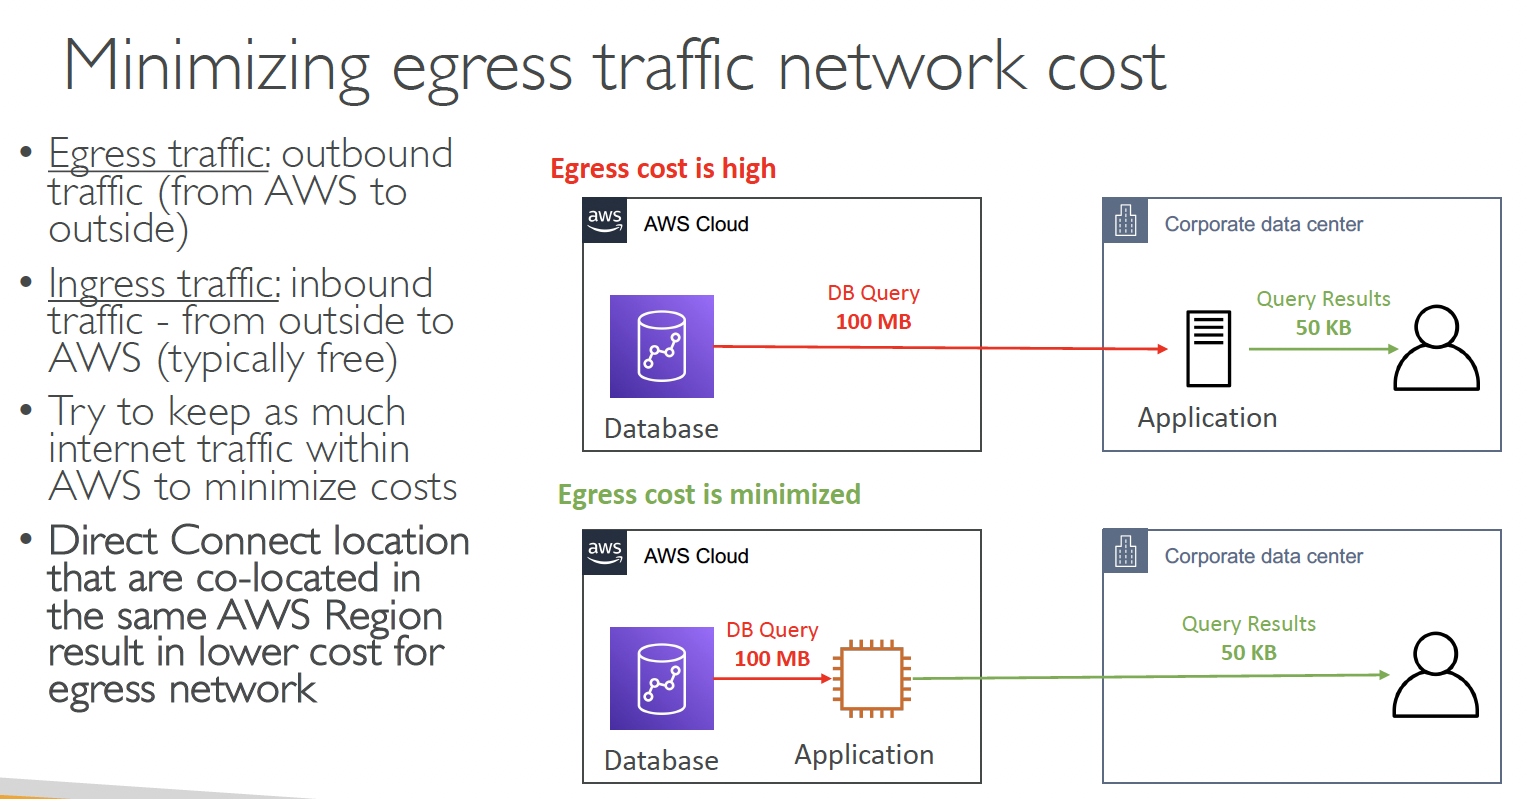 Minimizing egress traffic network cost
• Egress traffic: outbound
traffic (from AWS to
outside)
• Ingress traffic: inbound
traffic - from outside to
AWS (typically free)
• Try to keep as much
internet traffic within
AWS to minimize costs
• Direct Connect location
that are co-located in
the same AWS Region
result in lower cost for
egress network
Egress cost is high
aws
AWS Cloud
DB Query
100 MB
Database
Corporate data center
Query Results
50 KB
Application
Egress cost is minimized
aws
AWS Cloud
DB Query
100 MB
Database
Application
Corporate data center
Query Results
50 KB